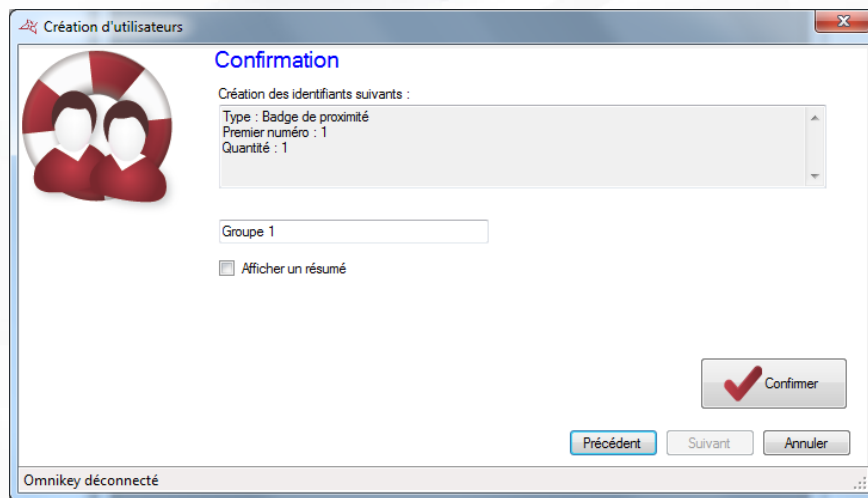 Création d'utilisateurs
Confirmation
Création des identifiants suivants :
Type : Badge de proximité
Premier numéro : 1
Quantité : 1
Groupe 1
Afficher un résumé
Confirmer
Précédent
Suivant
Annuler
Omnikey déconnecté